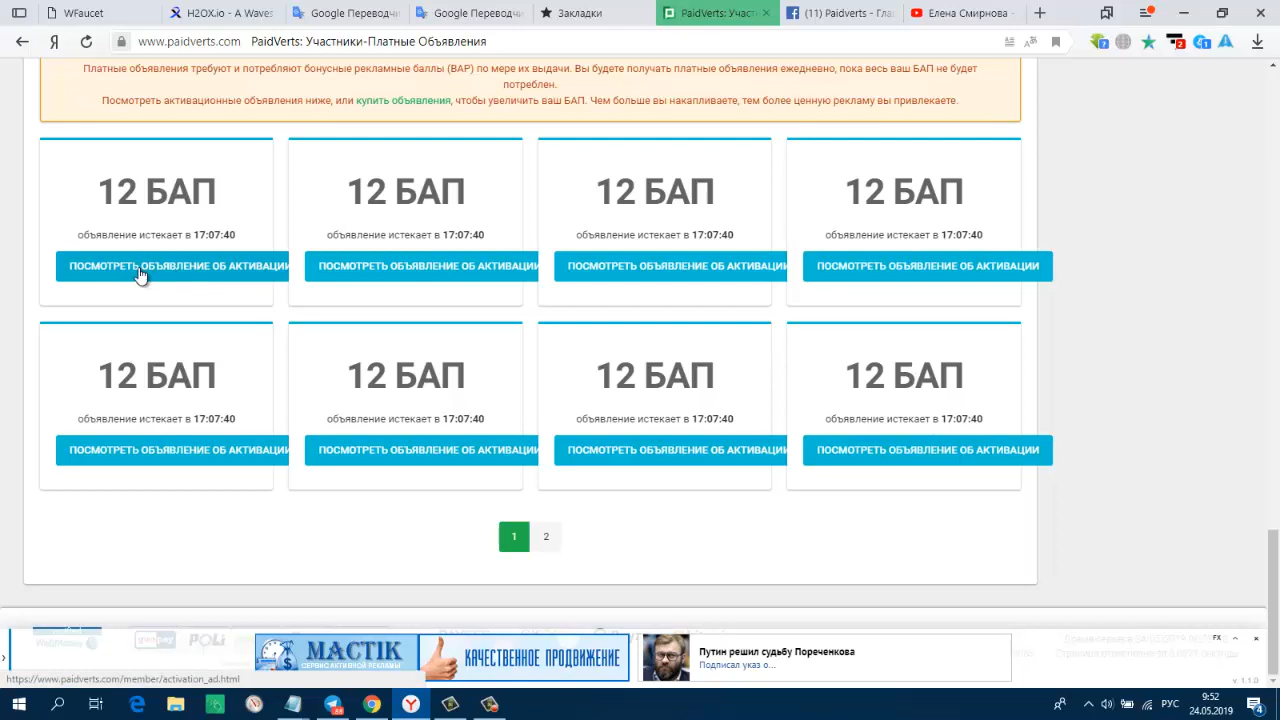 WFaucet
H2OX.io - A Waves
Google Переводчи
Google Переводчи
Закладки
PaidVerts: Участ
(11) Paidverts - Гла
Елена Смирнова -
www.paidverts.com PaidVerts: Участники-Платные Объявления
Платные объявления требуют и потребляют бонусные рекламные баллы (BAP) по мере их выдачи. Вы будете получать платные объявления ежедневно, пока весь ваш БАП не будет
потреблен.
Посмотреть активационные объявления ниже, или купить объявления, чтобы увеличить ваш БАП. Чем больше вы накапливаете, тем более ценную рекламу вы привлекаете.
12 БАП
12 БАП
12 БАП
12 БАП
объявление истекает в 17:07:40
объявление истекает в 17:07:40
объявление истекает в 17:07:40
объявление истекает в 17:07:40
ПОСМОТРЕТЬ ОБЪЯВЛЕНИЕ ОБ АКТИВАЦИИ
ПОСМОТРЕТЬ ОБЪЯВЛЕНИЕ ОБ АКТИВАЦИИ
ПОСМОТРЕТЬ ОБЪЯВЛЕНИЕ ОБ АКТИВАЦИИ
ПОСМОТРЕТЬ ОБЪЯВЛЕНИЕ ОБ АКТИВАЦИИ
12 БАП
12 БАП
12 БАП
12 БАП
объявление истекает в 17:07:40
объявление истекает в 17:07:40
объявление истекает в 17:07:40
объявление истекает в 17:07:40
ПОСМОТРЕТЬ ОБЪЯВЛЕНИЕ ОБ АКТИВАЦИИ
ПОСМОТРЕТЬ ОБЪЯВЛЕНИЕ ОБ АКТИВАЦИИ
ПОСМОТРЕТЬ ОБЪЯВЛЕНИЕ ОБ АКТИВАЦИИ
ПОСМОТРЕТЬ ОБЪЯВЛЕНИЕ ОБ АКТИВАЦИИ
1 2
WebMoney
POLi
МАСТІК
СЕРВИС АКТИВНОЙ РЕКЛАМЫ
КАЧЕСТВЕННОЕ ПРОДВИЖЕНИЕ
Путин решил судьбу Пореченкова
Подписал указ о...
FX
v. 1.1.0
https://www.paidverts.com/member/activation_ad.html
РУС
9:52
24.05.2019